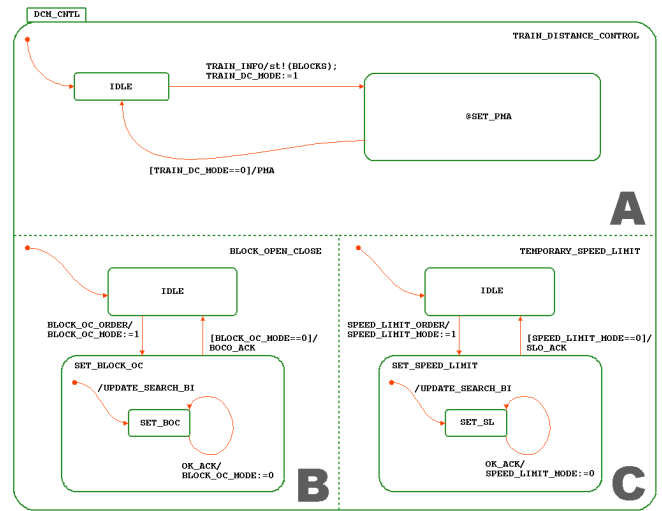 DCM_CNTL
TRAIN_DISTANCE_CONTROL
TRAIN_INFO/st!(BLOCKS);
TRAIN_DC_MODE:=1
IDLE
@SET_PMA
[TRAIN_DC_MODE==0]/PMA
A
BLOCK_OPEN_CLOSE
IDLE
BLOCK_OC_ORDER/
BLOCK_OC_MODE:=1
[BLOCK_OC_MODE==0]/
BOCO_ACK
SET_BLOCK_OC
/UPDATE_SEARCH_BI
SET_BOC
OK_ACK/
BLOCK_OC_MODE:=0
B
TEMPORARY_SPEED_LIMIT
IDLE
SPEED_LIMIT_ORDER/
SPEED_LIMIT_MODE:=1
[SPEED_LIMIT_MODE==0]/
SLO_ACK
SET_SPEED_LIMIT
/UPDATE_SEARCH_BI
SET_SL
OK_ACK/
SPEED_LIMIT_MODE:=0
C